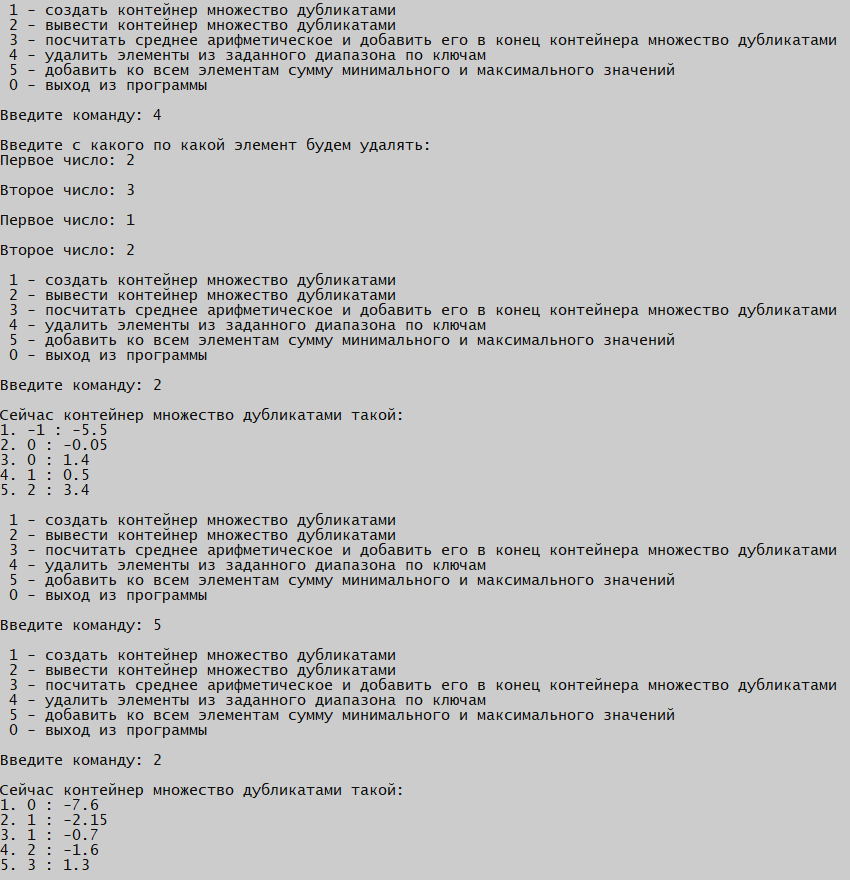 1 - создать контейнер множество дубликатами
2 - вывести контейнер множество дубликатами
3 - посчитать среднее арифметическое и добавить его в конец контейнера множество дубликатами
4 - удалить элементы из заданного диапазона по ключам
5 - добавить ко всем элементам сумму минимального и максимального значений
0 - выход из программы
Введите команду: 4
Введите с какого по какой элемент будем удалять:
Первое число: 2
Второе число: 3
Первое число: 1
Второе число: 2
1 - создать контейнер множество дубликатами
2 - вывести контейнер множество дубликатами
3 - посчитать среднее арифметическое и добавить его в конец контейнера множество дубликатами
4 - удалить элементы из заданного диапазона по ключам
5 - добавить ко всем элементам сумму минимального и максимального значений
0 - выход из программы
Введите команду: 2
Сейчас контейнер множество дубликатами такой:
1. -1 : -5.5
2. 0 : -0.05
3. 0 : 1.4
4. 1 : 0.5
5. 2 : 3.4
1 - создать контейнер множество дубликатами
2 - вывести контейнер множество дубликатами
3 - посчитать среднее арифметическое и добавить его в конец контейнера множество дубликатами
4 - удалить элементы из заданного диапазона по ключам
5 - добавить ко всем элементам сумму минимального и максимального значений
0 - выход из программы
Введите команду: 5
1 - создать контейнер множество дубликатами
2 - вывести контейнер множество дубликатами
3 - посчитать среднее арифметическое и добавить его в конец контейнера множество дубликатами
4 - удалить элементы из заданного диапазона по ключам
5 - добавить ко всем элементам сумму минимального и максимального значений
0 - выход из программы
Введите команду: 2
Сейчас контейнер множество дубликатами такой:
1. 0 : -7.6
2. 1 : -2.15
3. 1 : -0.7
4. 2 : -1.6
5. 3 : 1.3